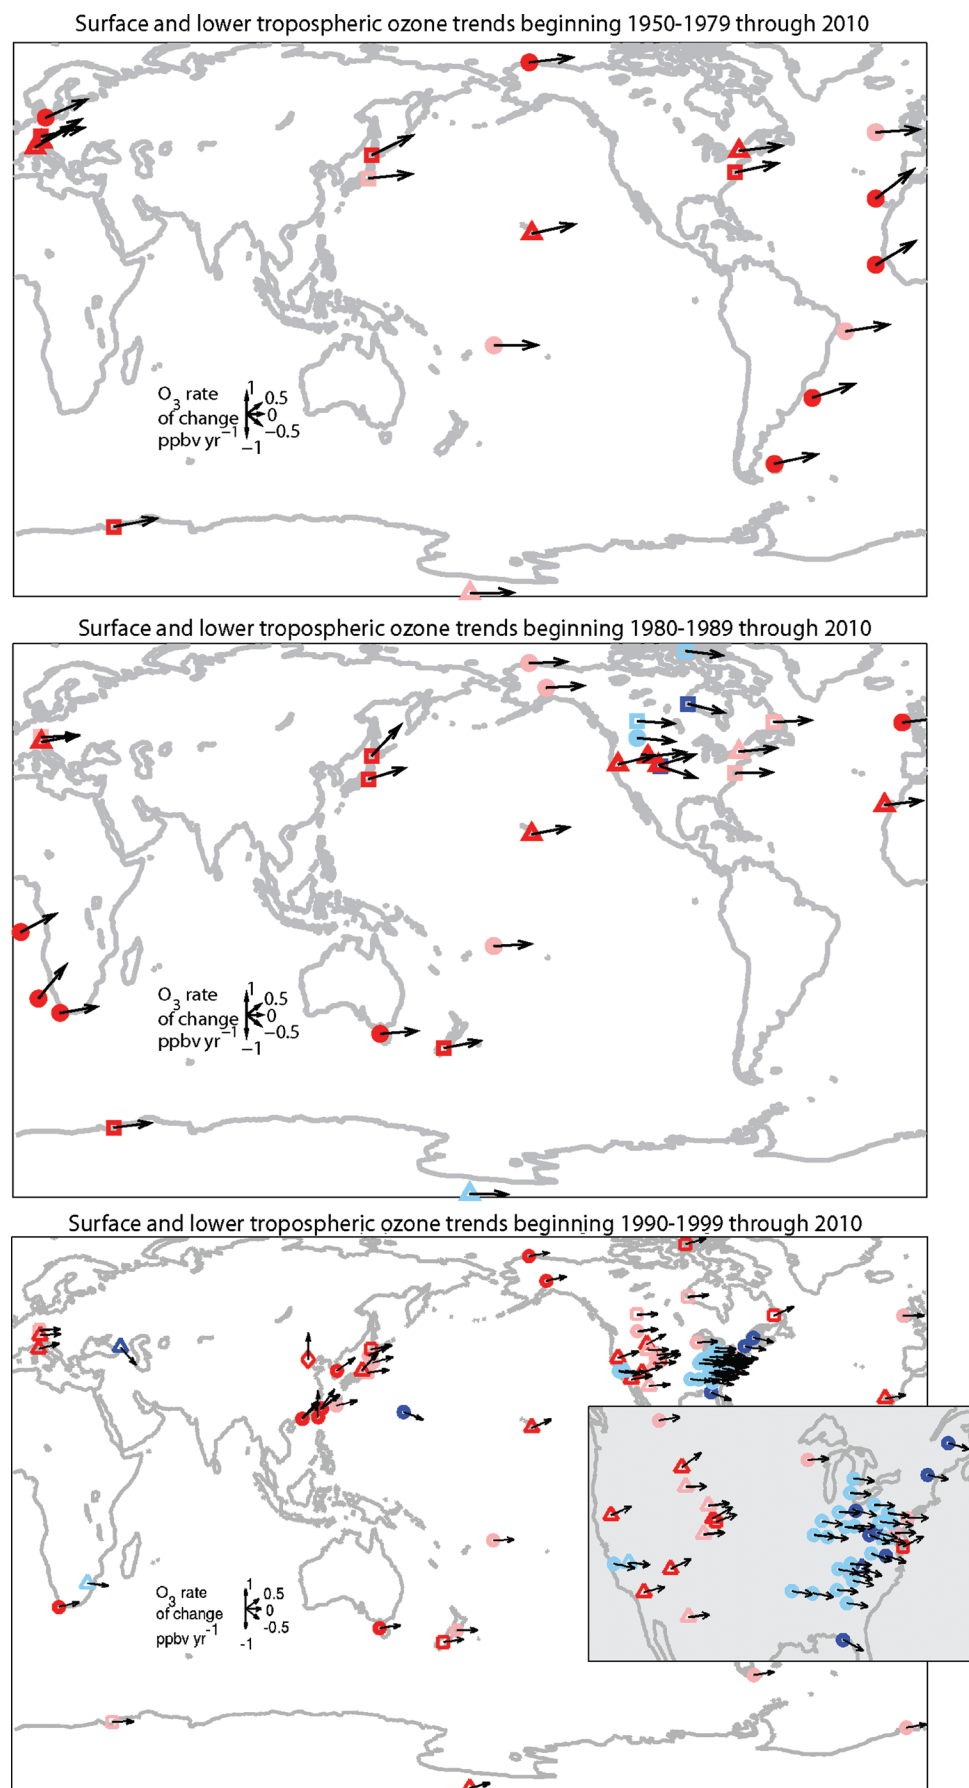 Surface and lower tropospheric ozone trends beginning 1950-1979 through 2010
O3 rate
of change
ppbv yr−1
1
0.5
0
−0.5
−1
Surface and lower tropospheric ozone trends beginning 1980-1989 through 2010
O3 rate
of change
ppbv yr−1
1
0.5
0
−0.5
−1
Surface and lower tropospheric ozone trends beginning 1990-1999 through 2010
O3 rate
of change
ppbv yr-1
1
0.5
0
-0.5
-1